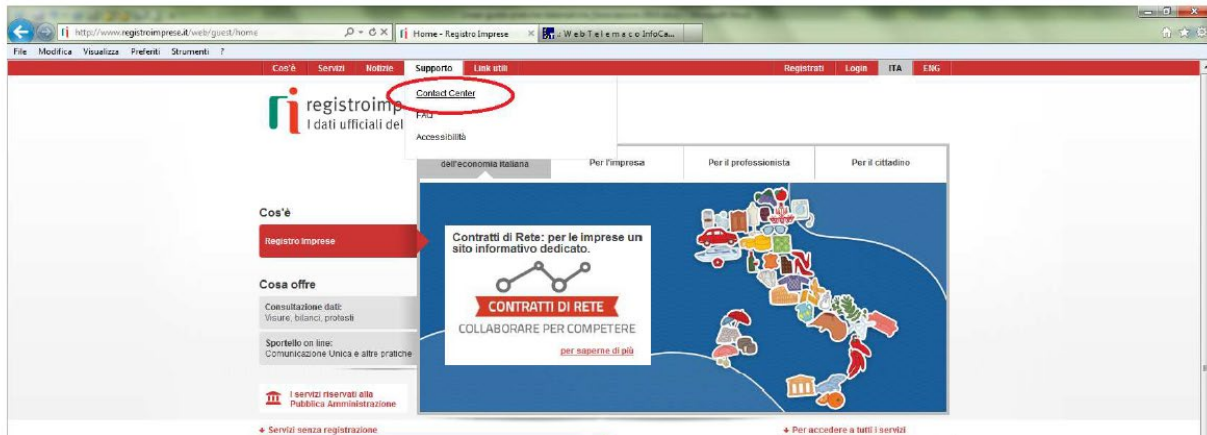 http://www.registroimprese.it/web/guest/home
Home - Registro Imprese
W e b T e l e m a c o InfoCa...
File Modifica Visualizza Preferiti Strumenti ?
Cos'è Servizi Notizie Supporto Link utili Registrati Login ITA ENG
Contact Center
FAQ
Accessibilità
registroimp
I dati ufficiali del
dell'economia italiana Per l'impresa Per il professionista Per il cittadino
Cos'è
Registro Imprese
Cosa offre
Consultazione dati:
Visure, bilanci, protesti
Sportello on line:
Comunicazione Unica e altre pratiche
I servizi riservati alla
Pubblica Amministrazione
Contratti di Rete: per le imprese un
sito informativo dedicato.
CONTRATTI DI RETE
COLLABORARE PER COMPETERE
per saperne di più
Servizi senza registrazione
Per accedere a tutti i servizi